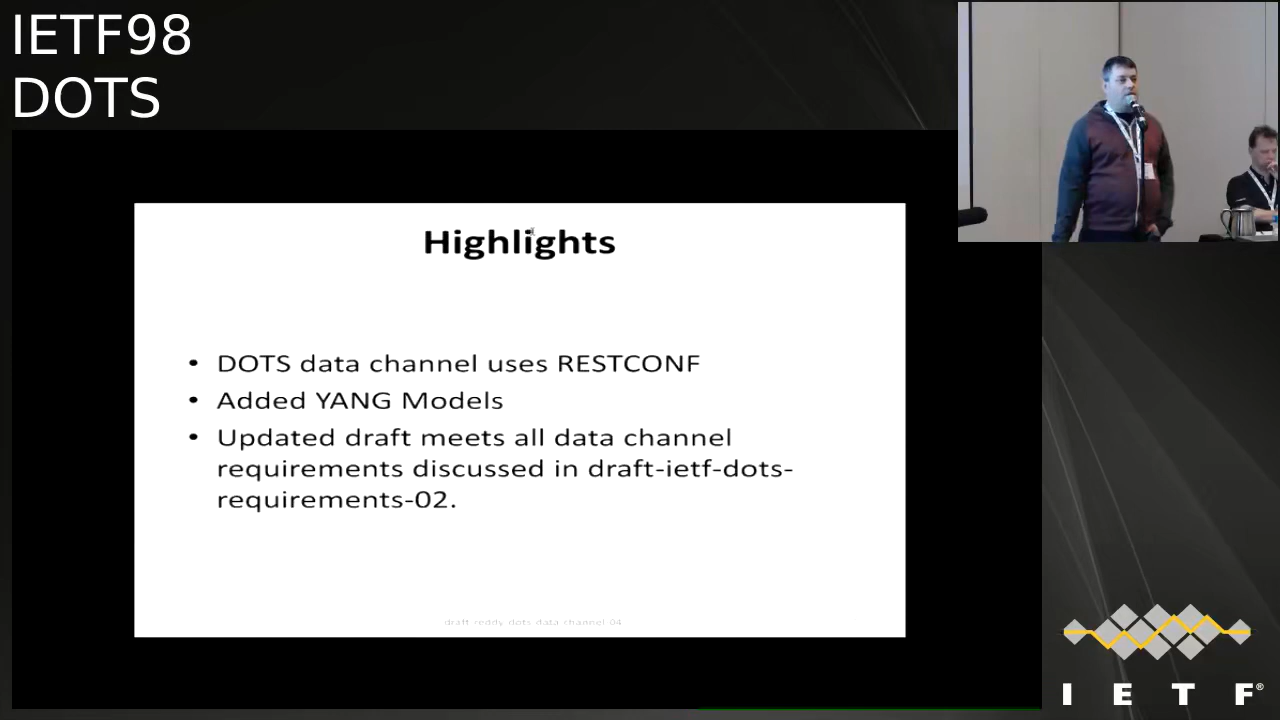 IETF98
DOTS
Highlights
• DOTS data channel uses RESTCONF
• Added YANG Models
• Updated draft meets all data channel
requirements discussed in draft-ietf-dots-
requirements-02.
draft reddy dots data channel 04
I E T F®